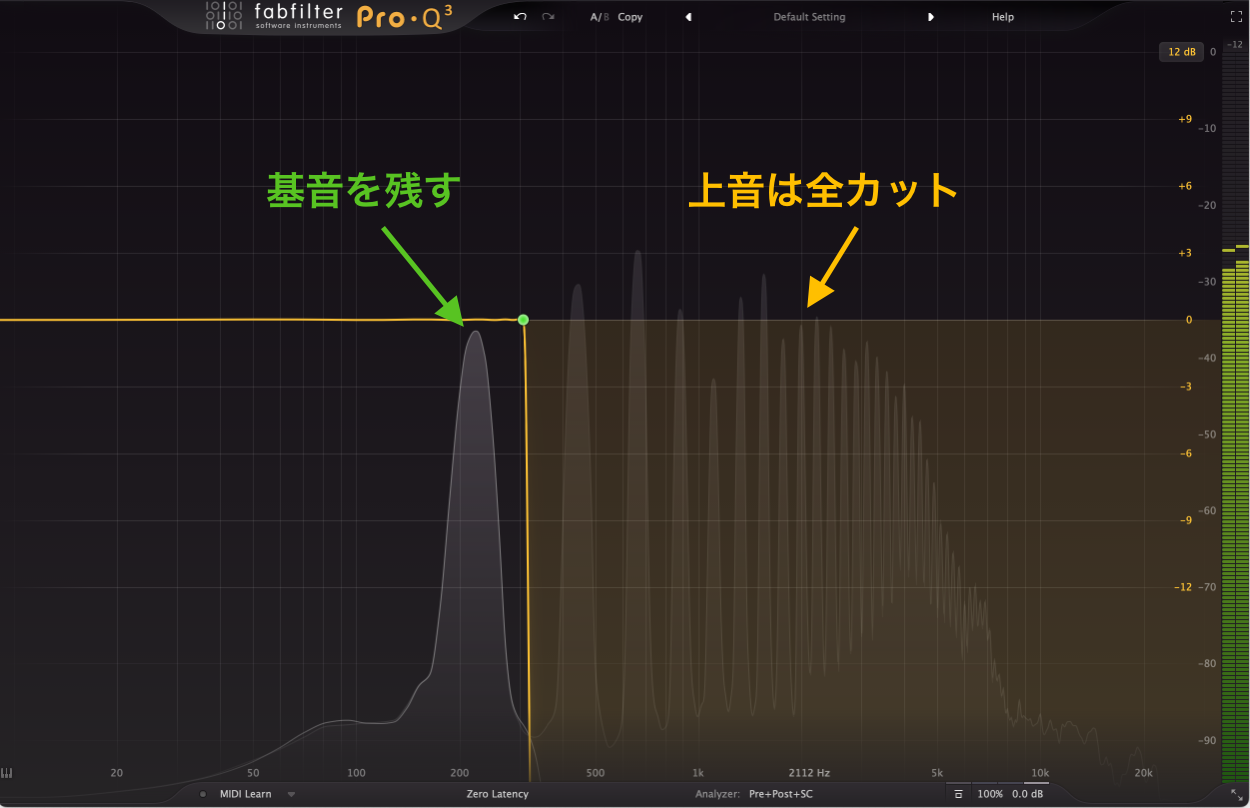 fabfilter
software instruments
Pro·Q3
A/B Copy
Default Setting
Help
-12
12 dB
0
+9
-10
+6
-20
+3
-30
0
-40
-3
-50
-6
-60
-9
-12
-70
-80
-90
基音を残す
上音は全カット
20
50
100
200
500
1k
2112 Hz
5k
10k
20k
MIDI Learn
Zero Latency
Analyzer: Pre+Post+SC
100%
0.0 dB